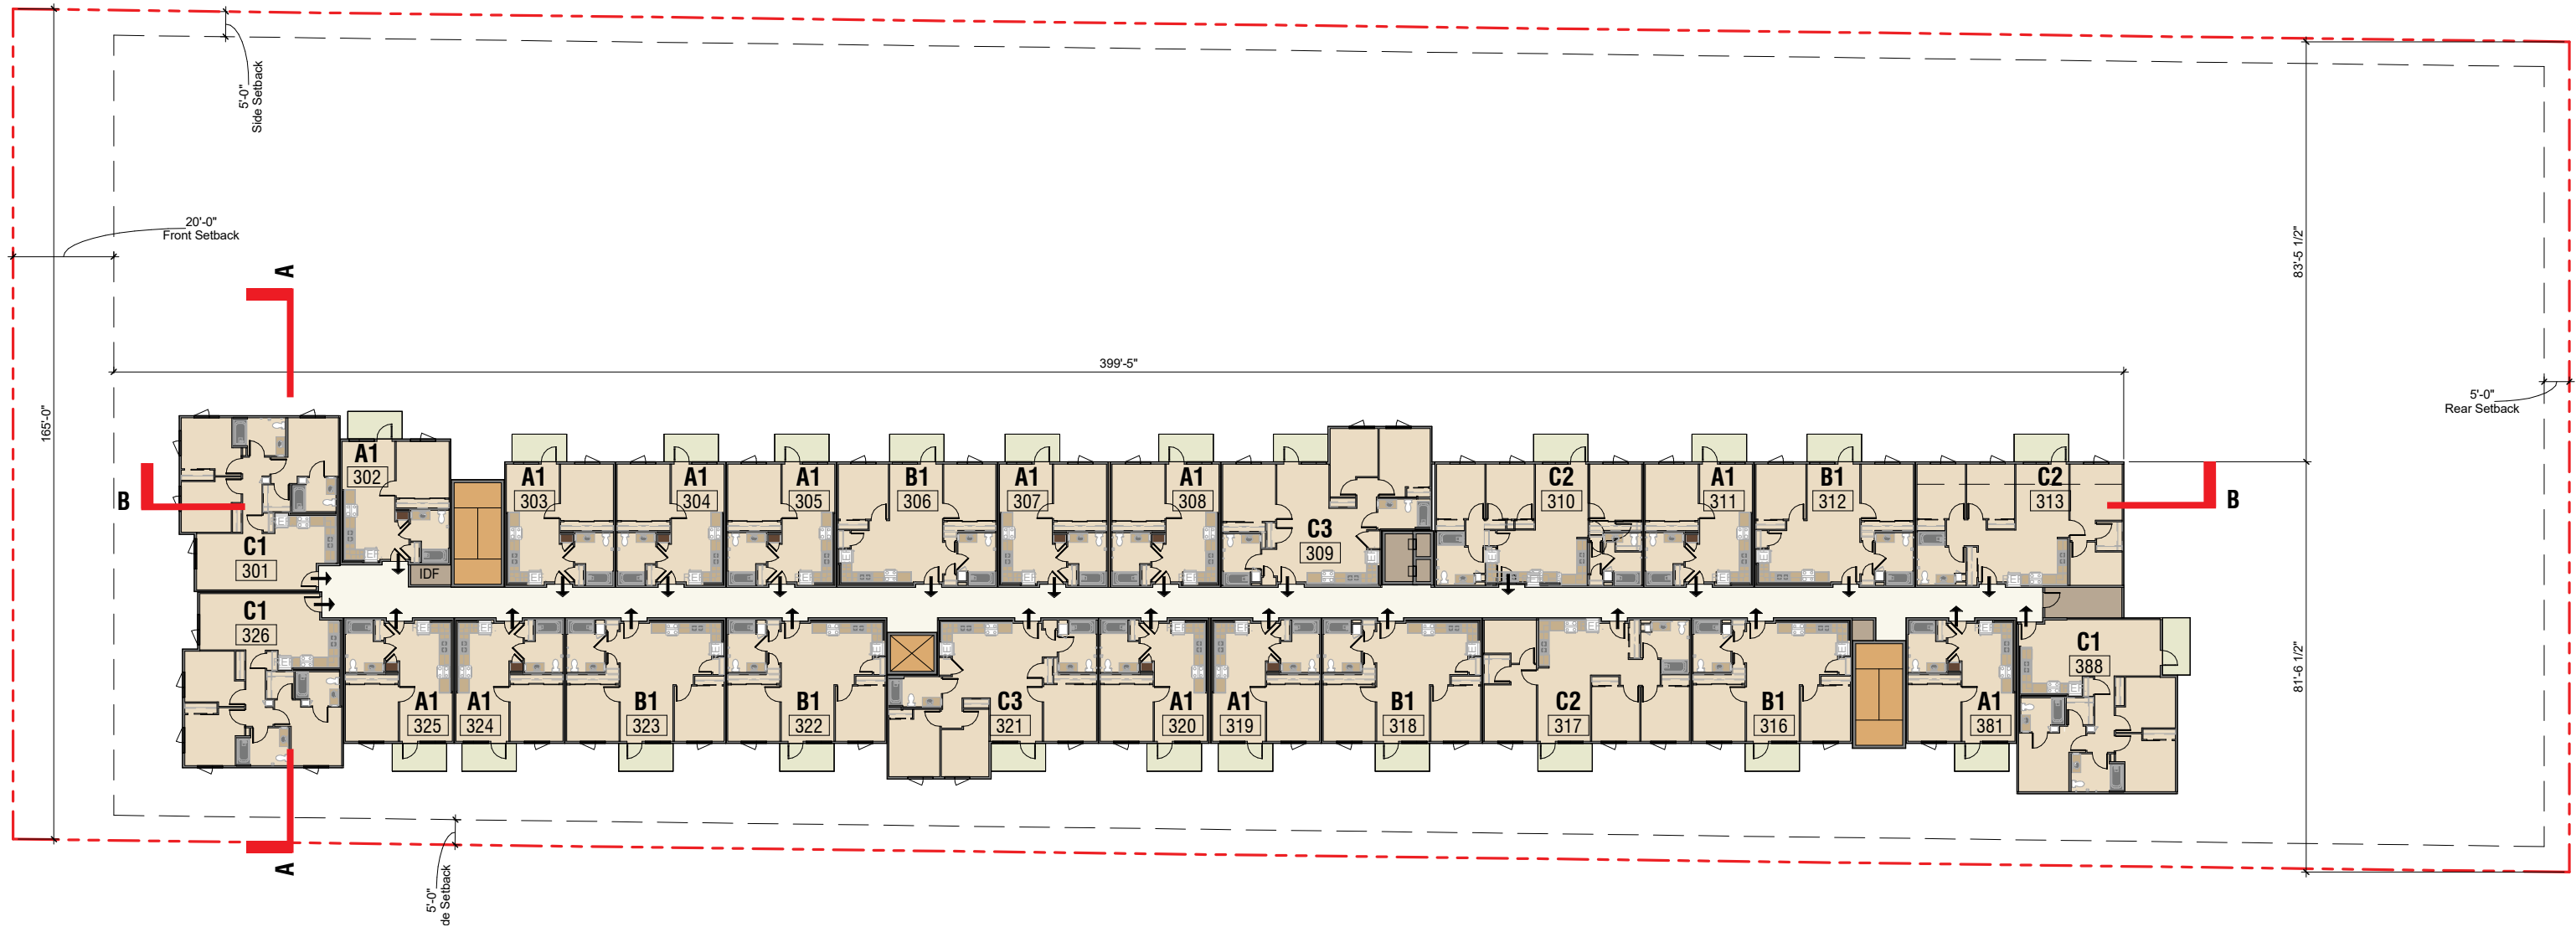 5'-0"
Side Setback
20'-0"
Front Setback
A
B
165'-0"
399'-5"
83'-5 1/2"
5'-0"
Rear Setback
B
81'-6 1/2"
C1
301
A1
302
IDF
A1
303
A1
304
A1
305
B1
306
A1
307
A1
308
C3
309
C2
310
A1
311
B1
312
C2
313
C1
326
A1
325
A1
324
B1
323
B1
322
C3
321
A1
320
A1
319
B1
318
C2
317
B1
316
A1
381
C1
388
A
5'-0"
de Setback